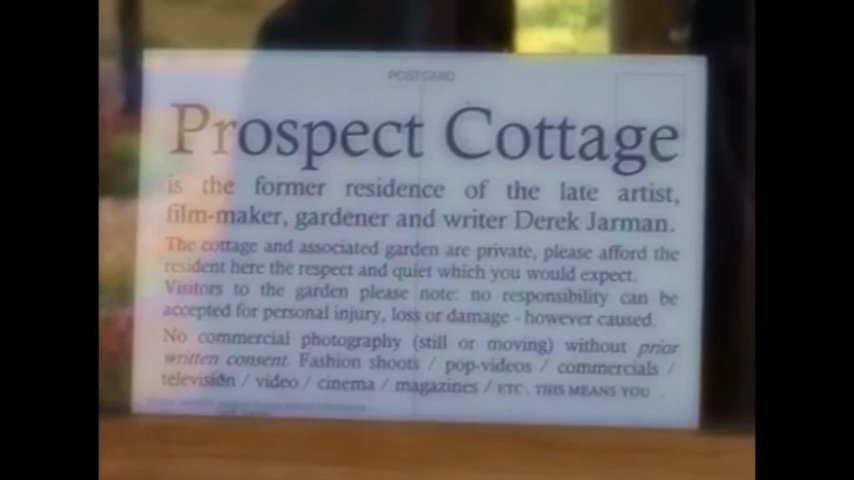 POSTCARD
Prospect Cottage
is the former residence of the late artist,
film-maker, gardener and writer Derek Jarman.
The cottage and associated garden are private, please afford the
resident here the respect and quiet which you would expect.
Visitors to the garden please note: no responsibility can be
accepted for personal injury, loss or damage - however caused.
No commercial photography (still or moving) without prior
written consent. Fashion shoots / pop-videos / commercials /
television / video / cinema / magazines / ETC. THIS MEANS YOU .